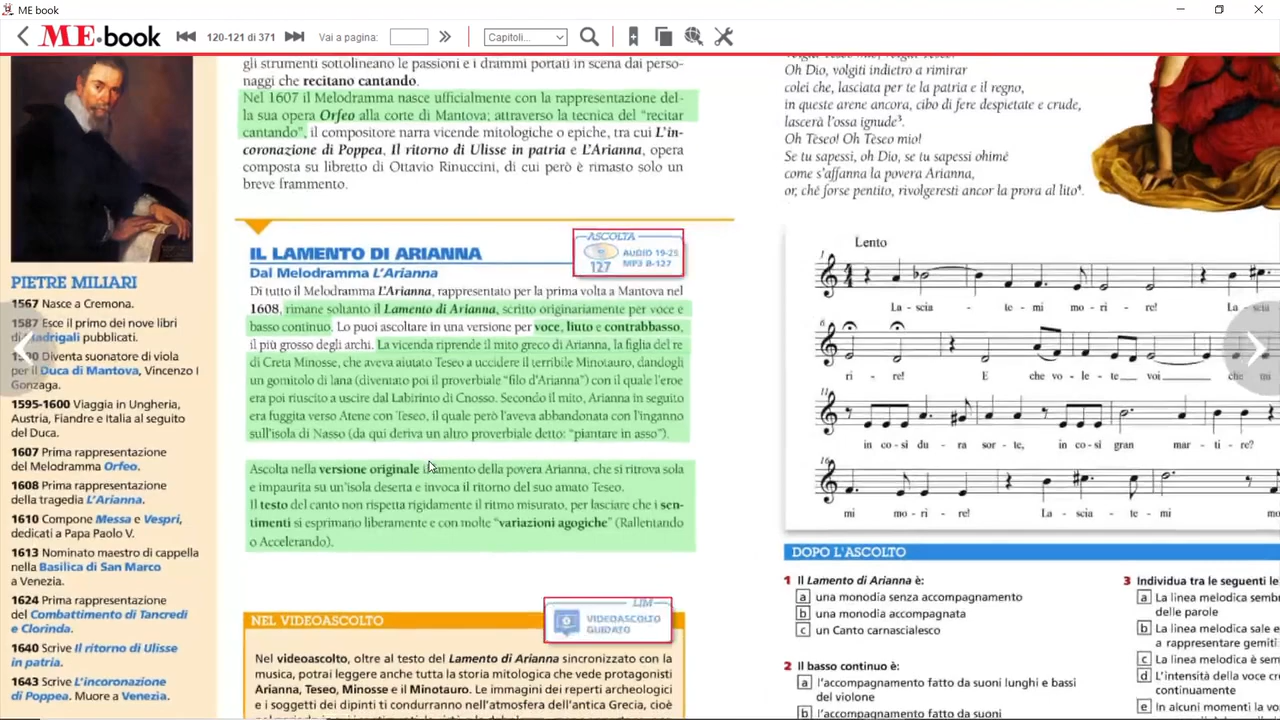 ME book
ME·book
120-121 di 371
Vai a pagina:
Capitoli...
gli strumenti sottolineano le passioni e i drammi portati in scena dai perso-
naggi che recitano cantando.
Nel 1607 il Melodramma nasce ufficialmente con la rappresentazione del-
la sua opera Orfeo alla corte di Mantova; attraverso la tecnica del "recitar
cantando", il compositore narra vicende mitologiche o epiche, tra cui L'in-
coronazione di Poppea, Il ritorno di Ulisse in patria e L'Arianna, opera
composta su libretto di Ottavio Rinuccini, di cui però è rimasto solo un
breve frammento.
PIETRE MILIARI
1567 Nasce a Cremona.
1587 Esce il primo dei nove libri
di Madrigali pubblicati.
Diventa suonatore di viola
per il Duca di Mantova, Vincenzo I
Gonzaga.
1595-1600 Viaggia in Ungheria,
Austria, Fiandre e Italia al seguito
del Duca.
1607 Prima rappresentazione
del Melodramma Orfeo.
1608 Prima rappresentazione
della tragedia L'Arianna.
1610 Compone Messa e Vespri,
dedicati a Papa Paolo V.
1613 Nominato maestro di cappella
nella Basilica di San Marco
a Venezia.
1624 Prima rappresentazione
del Combattimento di Tancredi
e Clorinda.
1640 Scrive Il ritorno di Ulisse
in patria.
1643 Scrive L'incoronazione
di Poppea. Muore a Venezia.
IL LAMENTO DI ARIANNA
Dal Melodramma L'Arianna
ASCOLTA
127
AUDIO 19-25
MP3 B-127
Di tutto il Melodramma L'Arianna, rappresentato per la prima volta a Mantova nel
1608, rimane soltanto il Lamento di Arianna, scritto originariamente per voce e
basso continuo. Lo puoi ascoltare in una versione per voce, liuto e contrabbasso,
il più grosso degli archi. La vicenda riprende il mito greco di Arianna, la figlia del re
di Creta Minosse, che aveva aiutato Teseo a uccidere il terribile Minotauro, dandogli
un gomitolo di lana (diventato poi il proverbiale "filo d'Arianna") con il quale l'eroe
era poi riuscito a uscire dal Labirinto di Cnosso. Secondo il mito, Arianna in seguito
era fuggita verso Atene con Teseo, il quale però l'aveva abbandonata con l'inganno
sull'isola di Nasso (da qui deriva un altro proverbiale detto: "piantare in asso").
Ascolta nella versione originale il lamento della povera Arianna, che si ritrova sola
e impaurita su un'isola deserta e invoca il ritorno del suo amato Teseo.
Il testo del canto non rispetta rigidamente il ritmo misurato, per lasciare che i sen-
timenti si esprimano liberamente e con molte "variazioni agogiche" (Rallentando
o Accelerando).
NEL VIDEOASCOLTO
LIM
VIDEOASCOLTO
GUIDATO
Nel videoascolto, oltre al testo del Lamento di Arianna sincronizzato con la
musica, potrai leggere anche tutta la storia mitologica che vede protagonisti
Arianna, Teseo, Minosse e il Minotauro. Le immagini dei reperti archeologici
e i soggetti dei dipinti ti condurranno nell'atmosfera dell'antica Grecia, cioè
Oh Dio, volgiti indietro a rimirar
colei che, lasciata per te la patria e il regno,
in queste arene ancora, cibo di fere despietate e crude,
lascerà l'ossa ignude³.
Oh Tèseo! Oh Tèseo mio!
Se tu sapessi, oh Dio, se tu sapessi ohimé
come s'affanna la povera Arianna,
or, ché forse pentito, rivolgeresti ancor la prora al lito⁴.
Lento
La - scia - te - mi mo - ri - re! La - scia
6
ri - re! E che vo - le - te voi che mi
11
in co - sì du - ra sor - te, in co - sì gran mar - ti - re?
16
mi mo - ri - re! La - scia - te - mi mo
DOPO L'ASCOLTO
1 Il Lamento di Arianna è:
a una monodia senza accompagnamento
b una monodia accompagnata
c un Canto carnascialesco
2 Il basso continuo è:
a l'accompagnamento fatto da suoni lunghi e bassi
del violone
b l'accompagnamento fatto da suoni
3 Individua tra le seguenti le
a La linea melodica semb
delle parole
b La linea melodica sale e
a rappresentare gemiti
c La linea melodica è sem
d L'intensità della voce cr
continuamente
e In alcuni momenti la vo